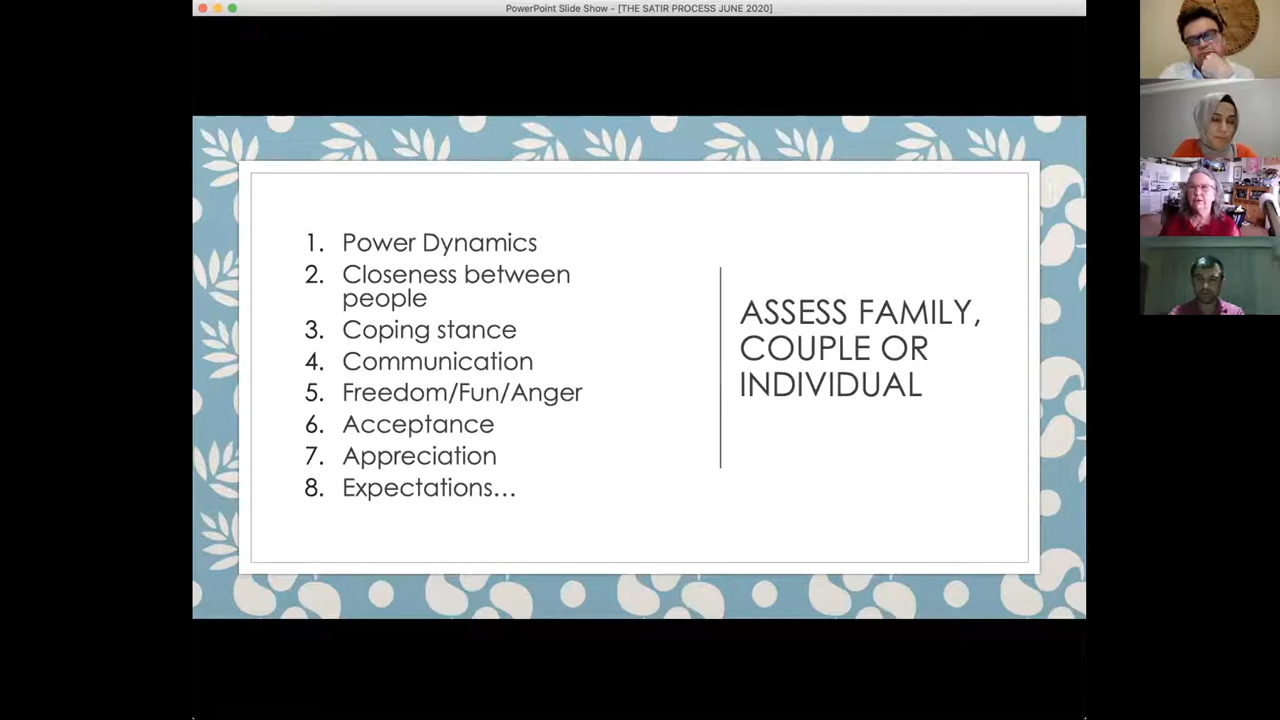 PowerPoint Slide Show - [THE SATIR PROCESS JUNE 2020]
1. Power Dynamics
2. Closeness between
people
3. Coping stance
4. Communication
5. Freedom/Fun/Anger
6. Acceptance
7. Appreciation
8. Expectations…
ASSESS FAMILY,
COUPLE OR
INDIVIDUAL